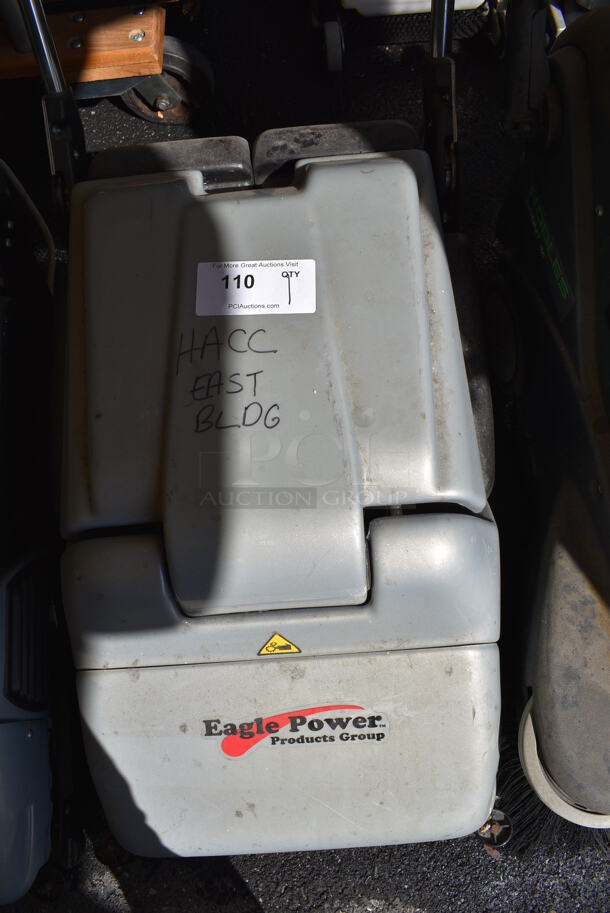 For More Great Auctions Visit
110 QTY 1
PCIAuctions.com
HACC
EAST
BLDG
PCI
AUCTION GROUP
Eagle Power™
Products Group